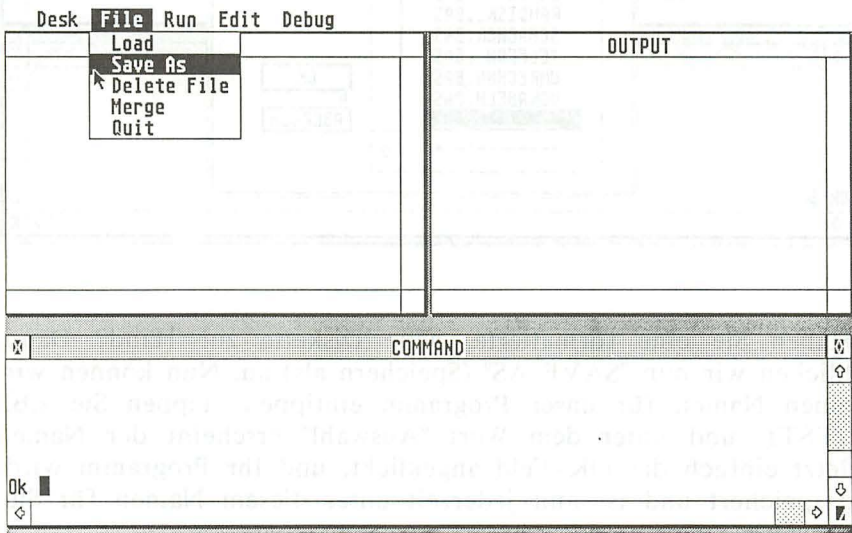 Desk File Run Edit Debug
Load
Save As
Delete File
Merge
Quit
OUTPUT
COMMAND
Ok